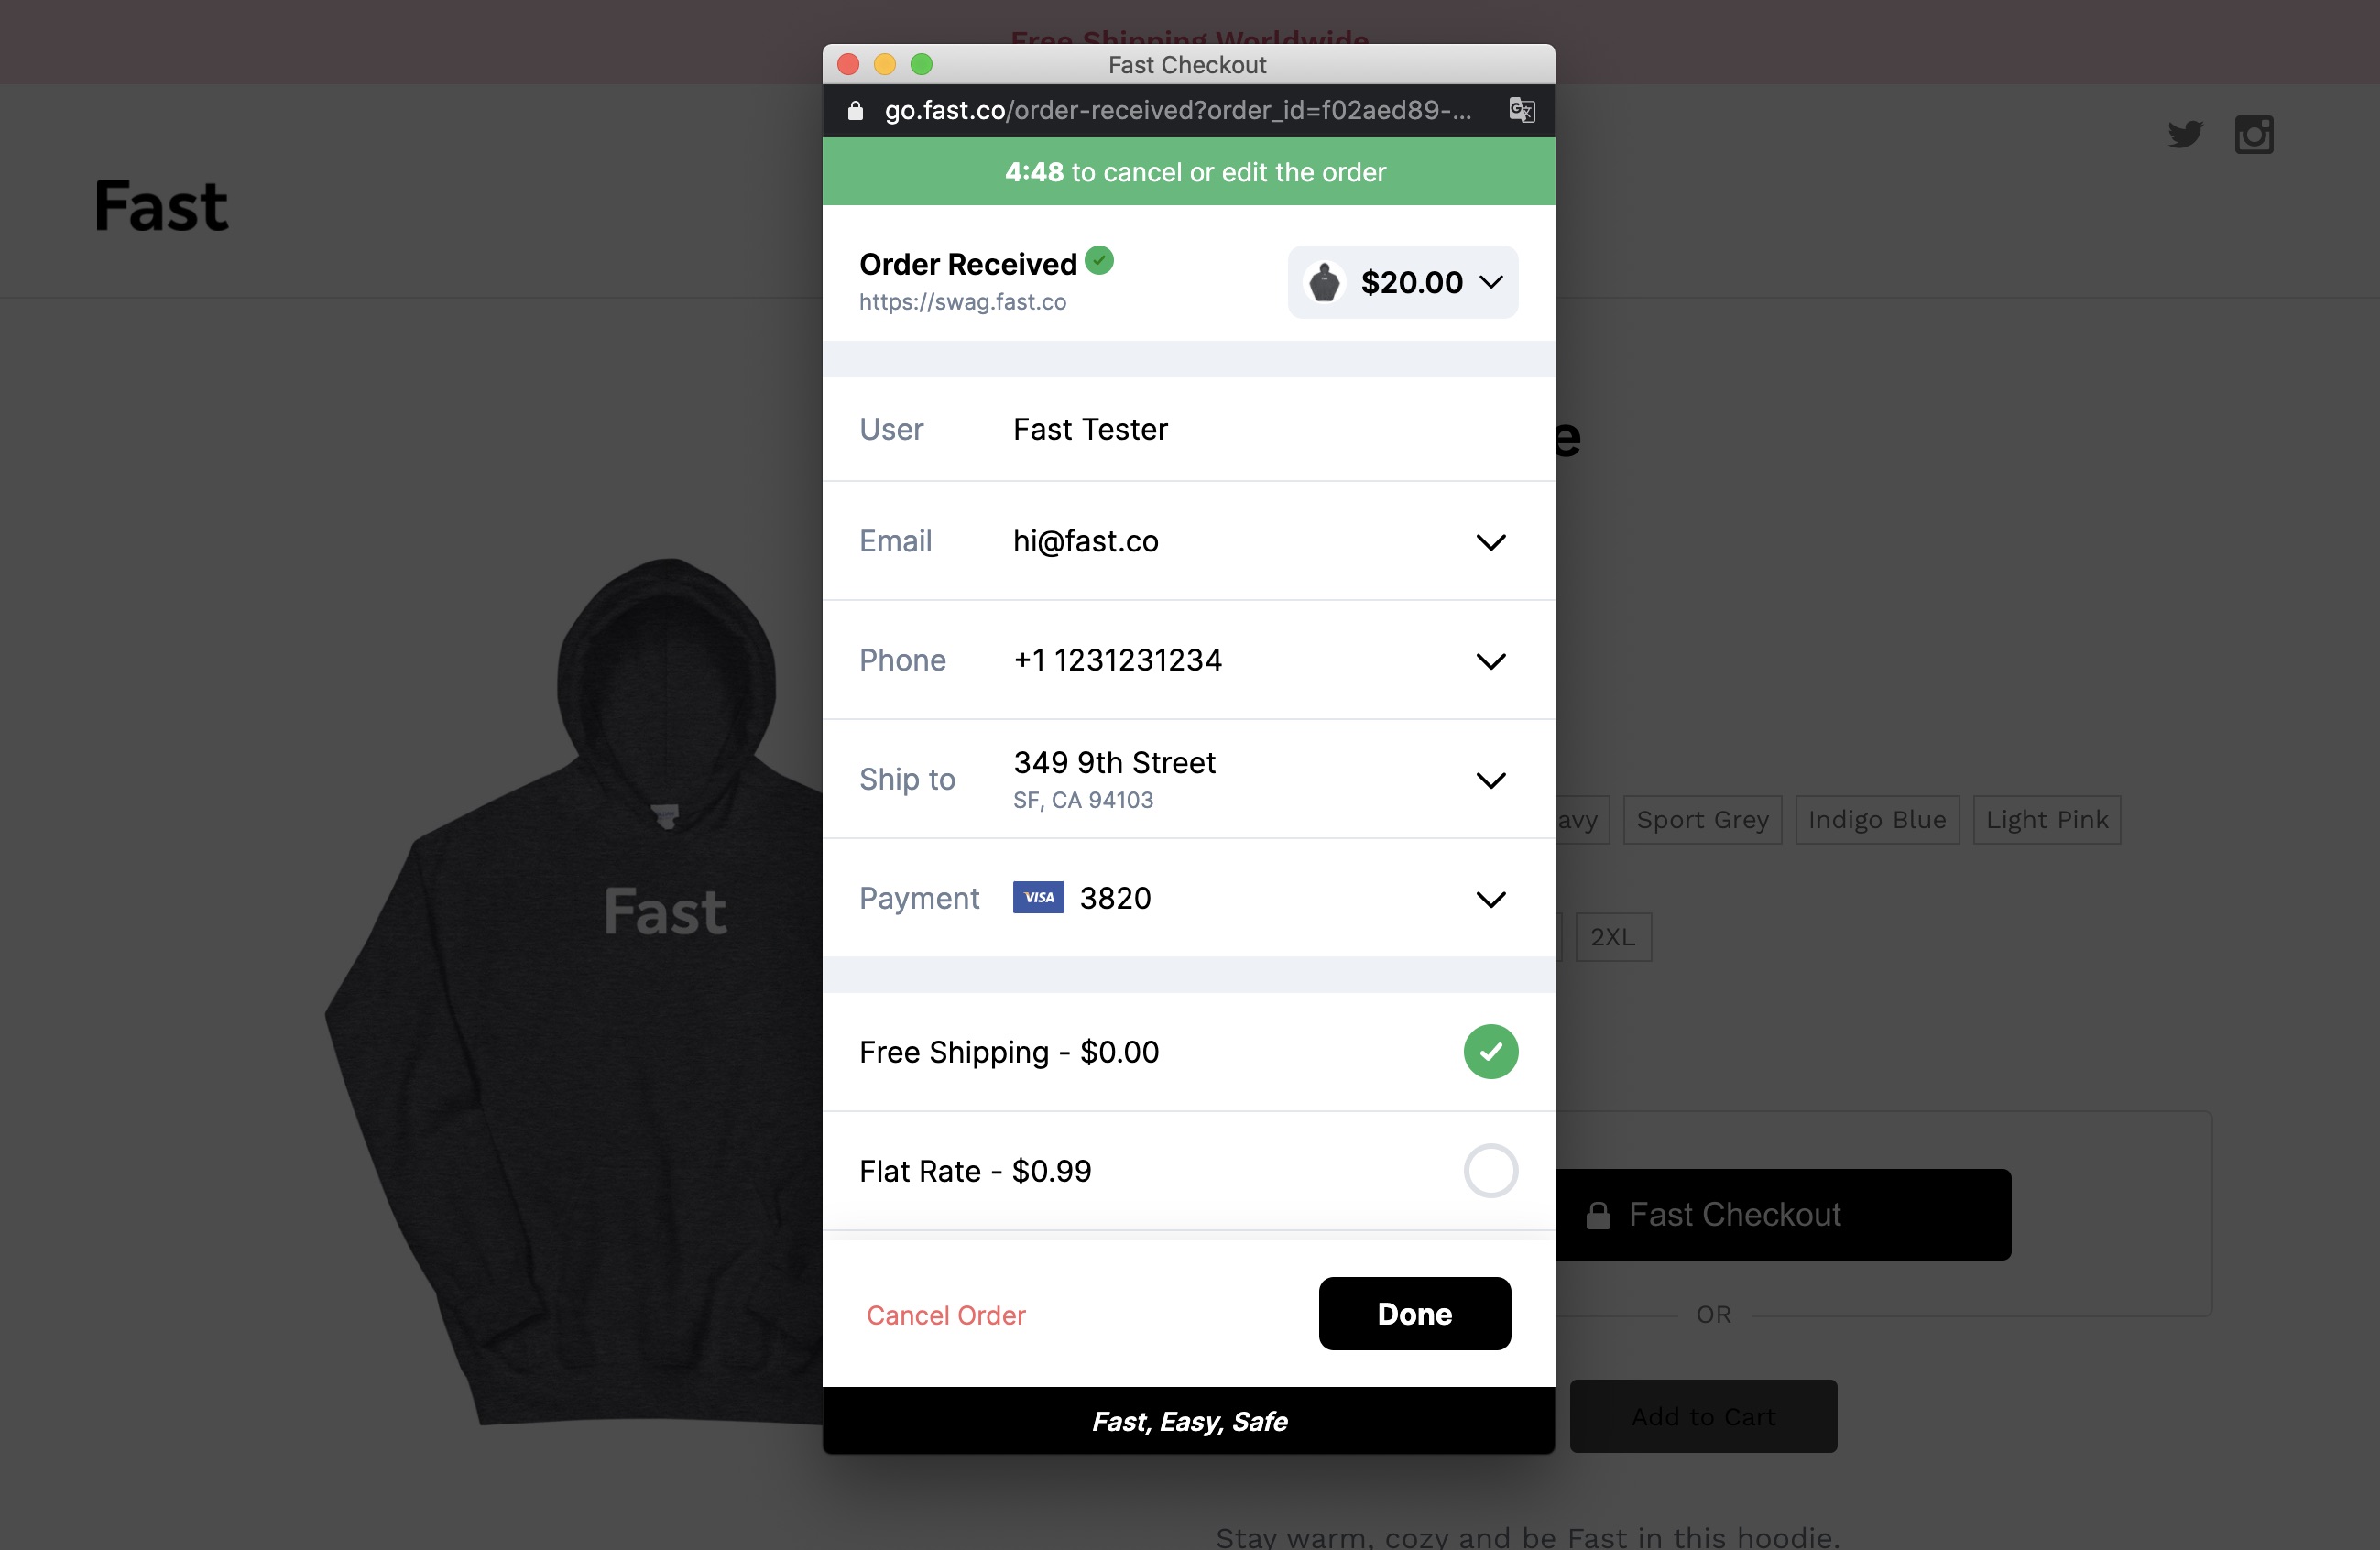 Free Shipping Worldwide
Fast Checkout
go.fast.co/order-received?order_id=f02aed89-...
4:48 to cancel or edit the order
Fast
Order Received
https://swag.fast.co
$20.00
User Fast Tester
Email hi@fast.co
Phone +1 1231231234
Ship to 349 9th Street
SF, CA 94103
Payment VISA 3820
Free Shipping - $0.00
Flat Rate - $0.99
Cancel Order Done
Fast, Easy, Safe
Fast
Sport Grey Indigo Blue Light Pink
2XL
Fast Checkout
OR
Add to Cart
Stay warm, cozy and be Fast in this hoodie.